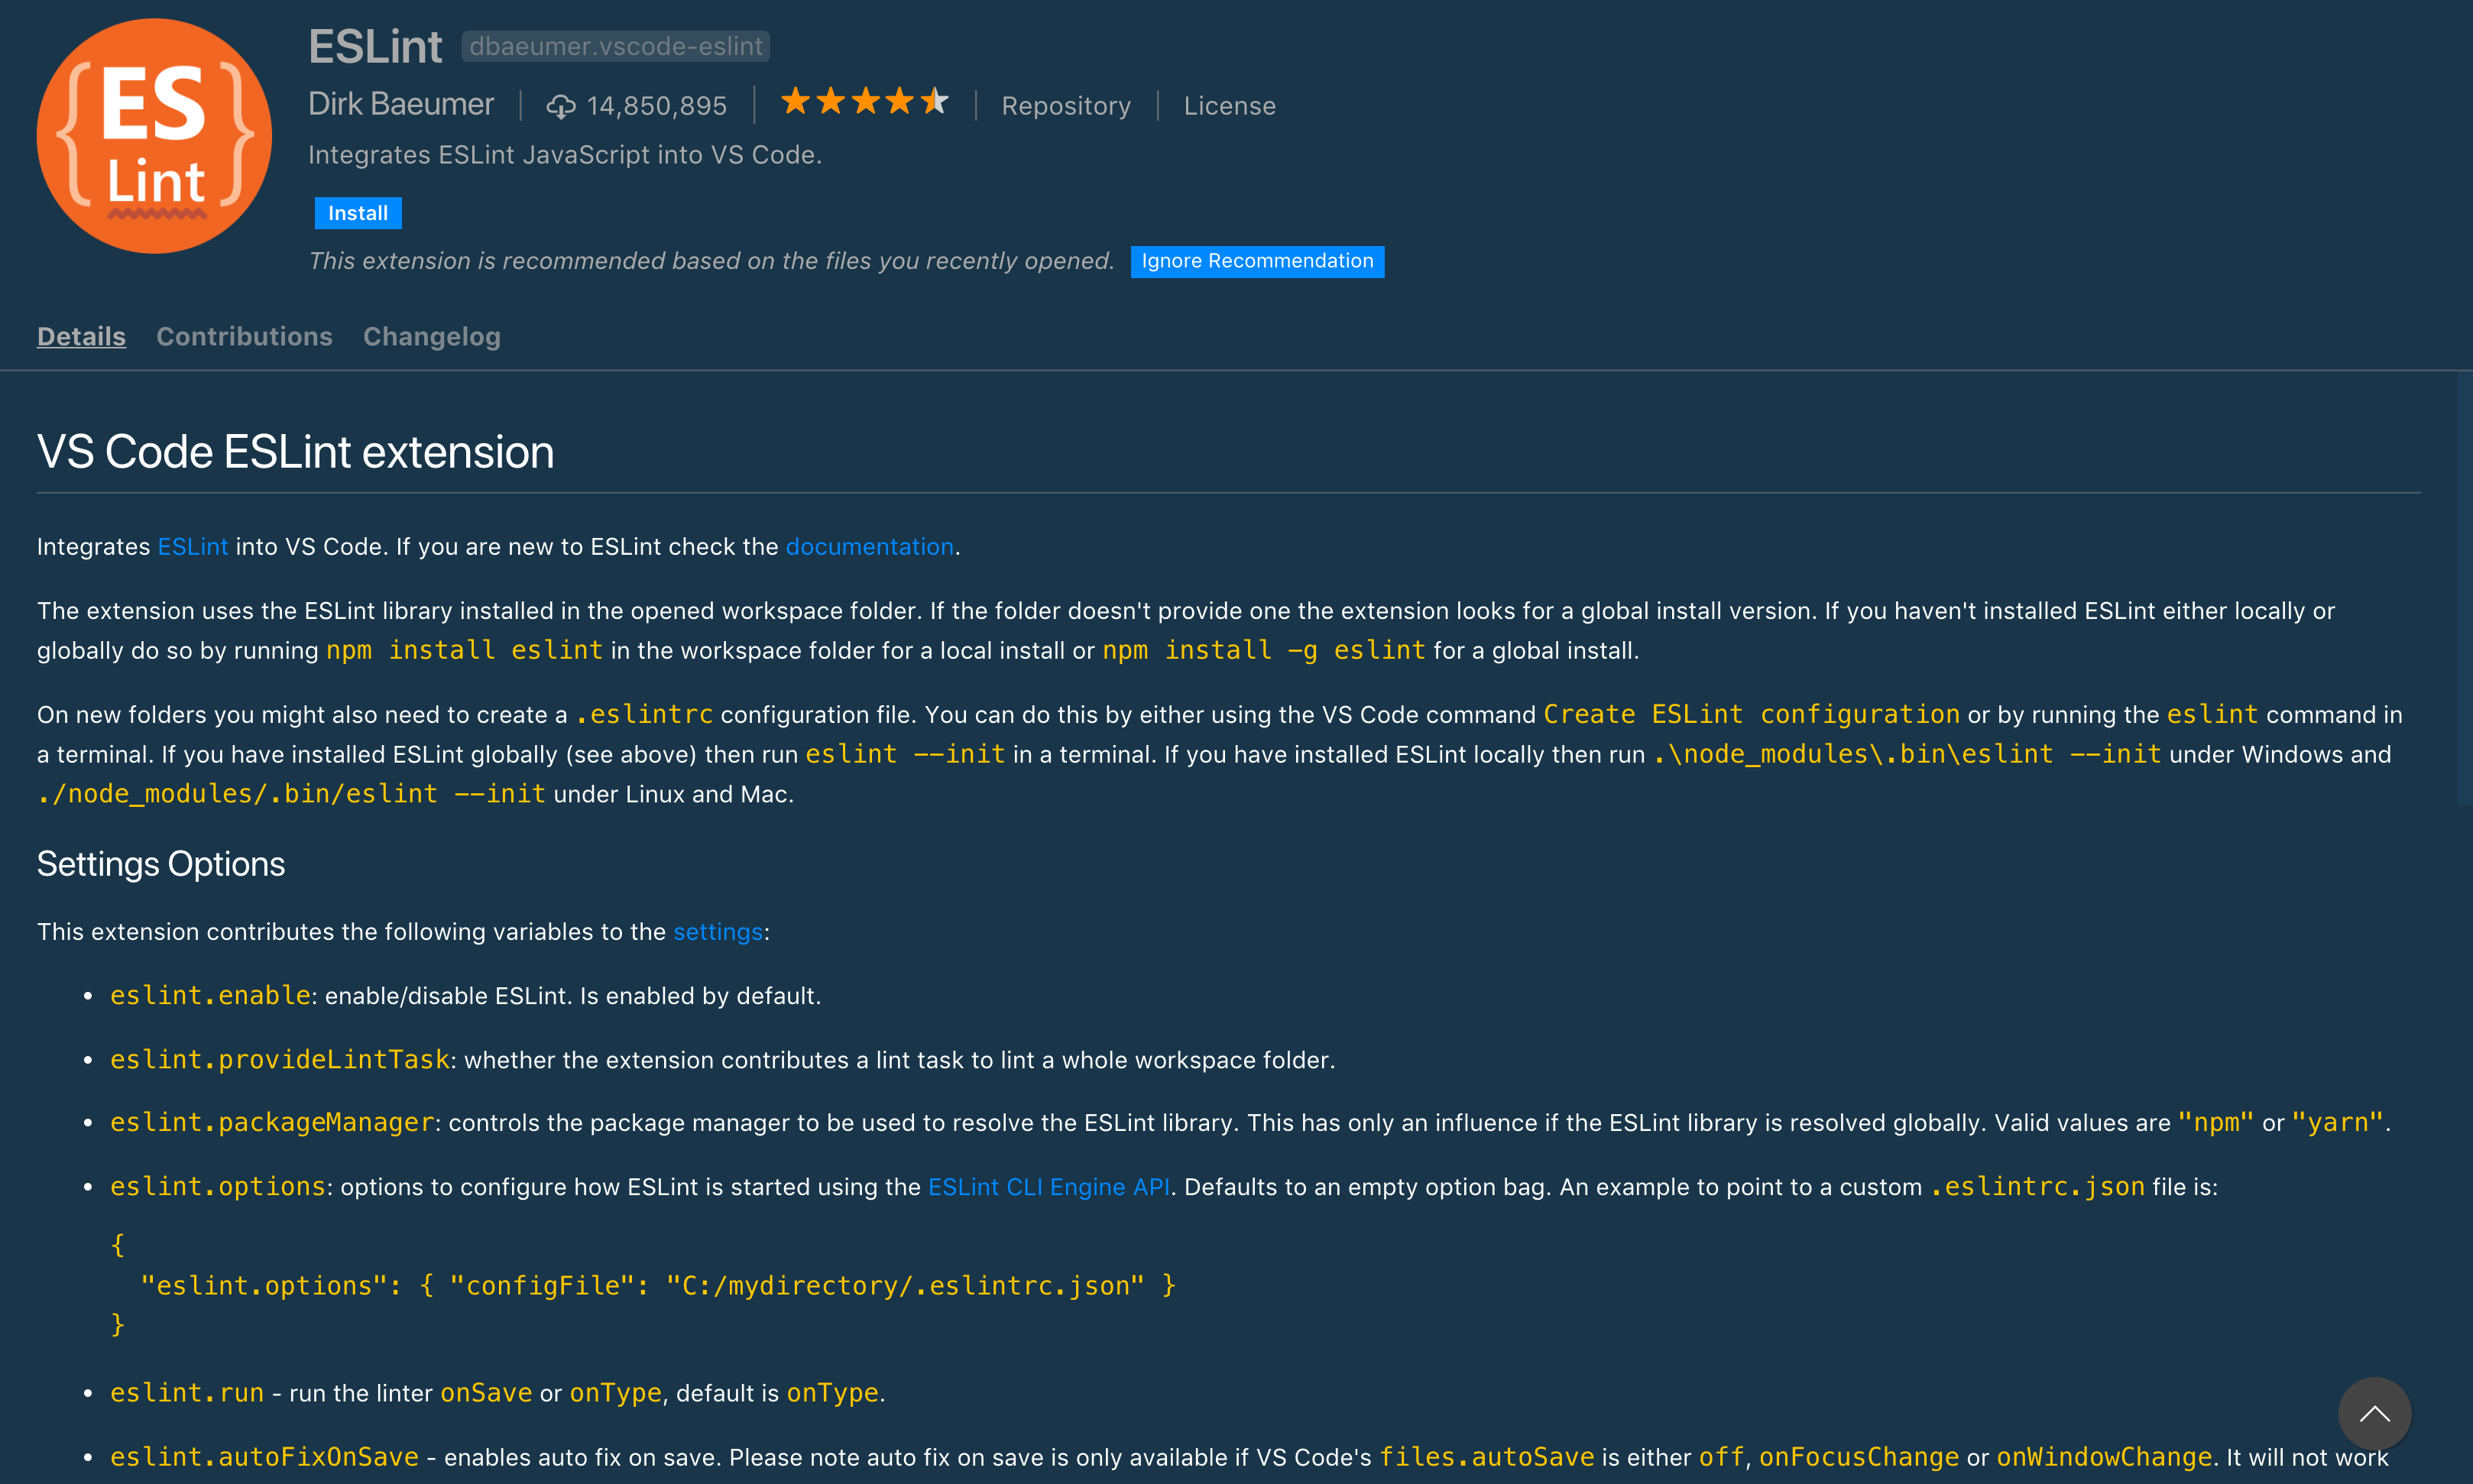 { ES }
Lint
ESLint dbaeumer.vscode-eslint
Dirk Baeumer | 14,850,895 | Repository | License
Integrates ESLint JavaScript into VS Code.
Install
This extension is recommended based on the files you recently opened. Ignore Recommendation
Details Contributions Changelog
VS Code ESLint extension
Integrates ESLint into VS Code. If you are new to ESLint check the documentation.
The extension uses the ESLint library installed in the opened workspace folder. If the folder doesn't provide one the extension looks for a global install version. If you haven't installed ESLint either locally or
globally do so by running npm install eslint in the workspace folder for a local install or npm install -g eslint for a global install.
On new folders you might also need to create a .eslintrc configuration file. You can do this by either using the VS Code command Create ESLint configuration or by running the eslint command in
a terminal. If you have installed ESLint globally (see above) then run eslint --init in a terminal. If you have installed ESLint locally then run .\node_modules\.bin\eslint --init under Windows and
./node_modules/.bin/eslint --init under Linux and Mac.
Settings Options
This extension contributes the following variables to the settings:
• eslint.enable: enable/disable ESLint. Is enabled by default.
• eslint.provideLintTask: whether the extension contributes a lint task to lint a whole workspace folder.
• eslint.packageManager: controls the package manager to be used to resolve the ESLint library. This has only an influence if the ESLint library is resolved globally. Valid values are "npm" or "yarn".
• eslint.options: options to configure how ESLint is started using the ESLint CLI Engine API. Defaults to an empty option bag. An example to point to a custom .eslintrc.json file is:
{
  "eslint.options": { "configFile": "C:/mydirectory/.eslintrc.json" }
}
• eslint.run - run the linter onSave or onType, default is onType.
• eslint.autoFixOnSave - enables auto fix on save. Please note auto fix on save is only available if VS Code's files.autoSave is either off, onFocusChange or onWindowChange. It will not work